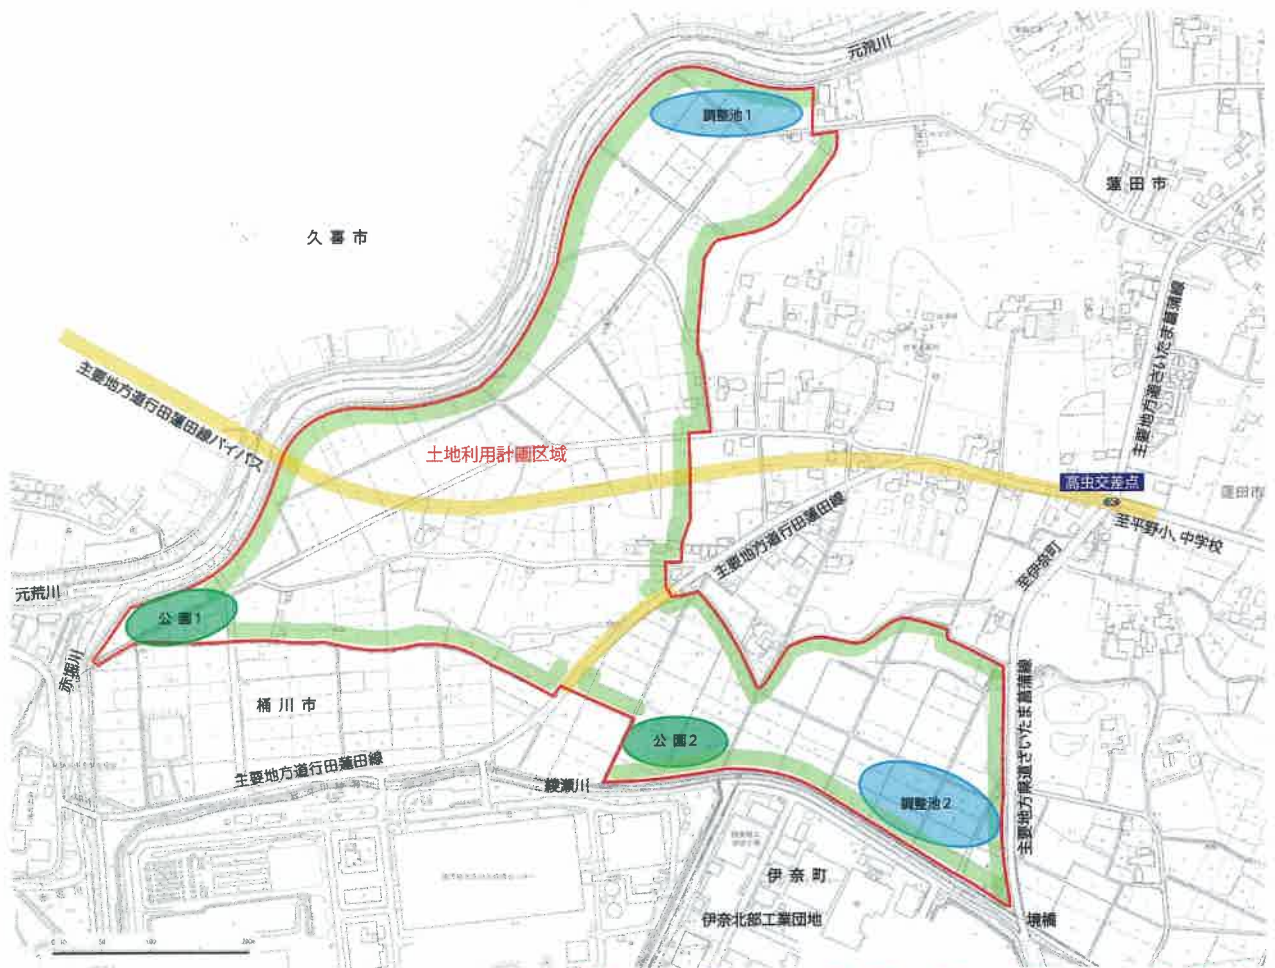 元荒川
調整池1
蓮田市
久喜市
主要地方道さいたま菖蒲線
主要地方道行田蓮田線バイパス
土地利用計画区域
高虫交差点
蓮田市
至平野小、中学校
主要地方道行田蓮田線
至伊奈町
元荒川
公園1
赤堀川
桶川市
主要地方県道さいたま菖蒲線
公園2
主要地方道行田蓮田線
綾瀬川
調整池2
伊奈町
伊奈北部工業団地
境橋
0 10 50 100 200m